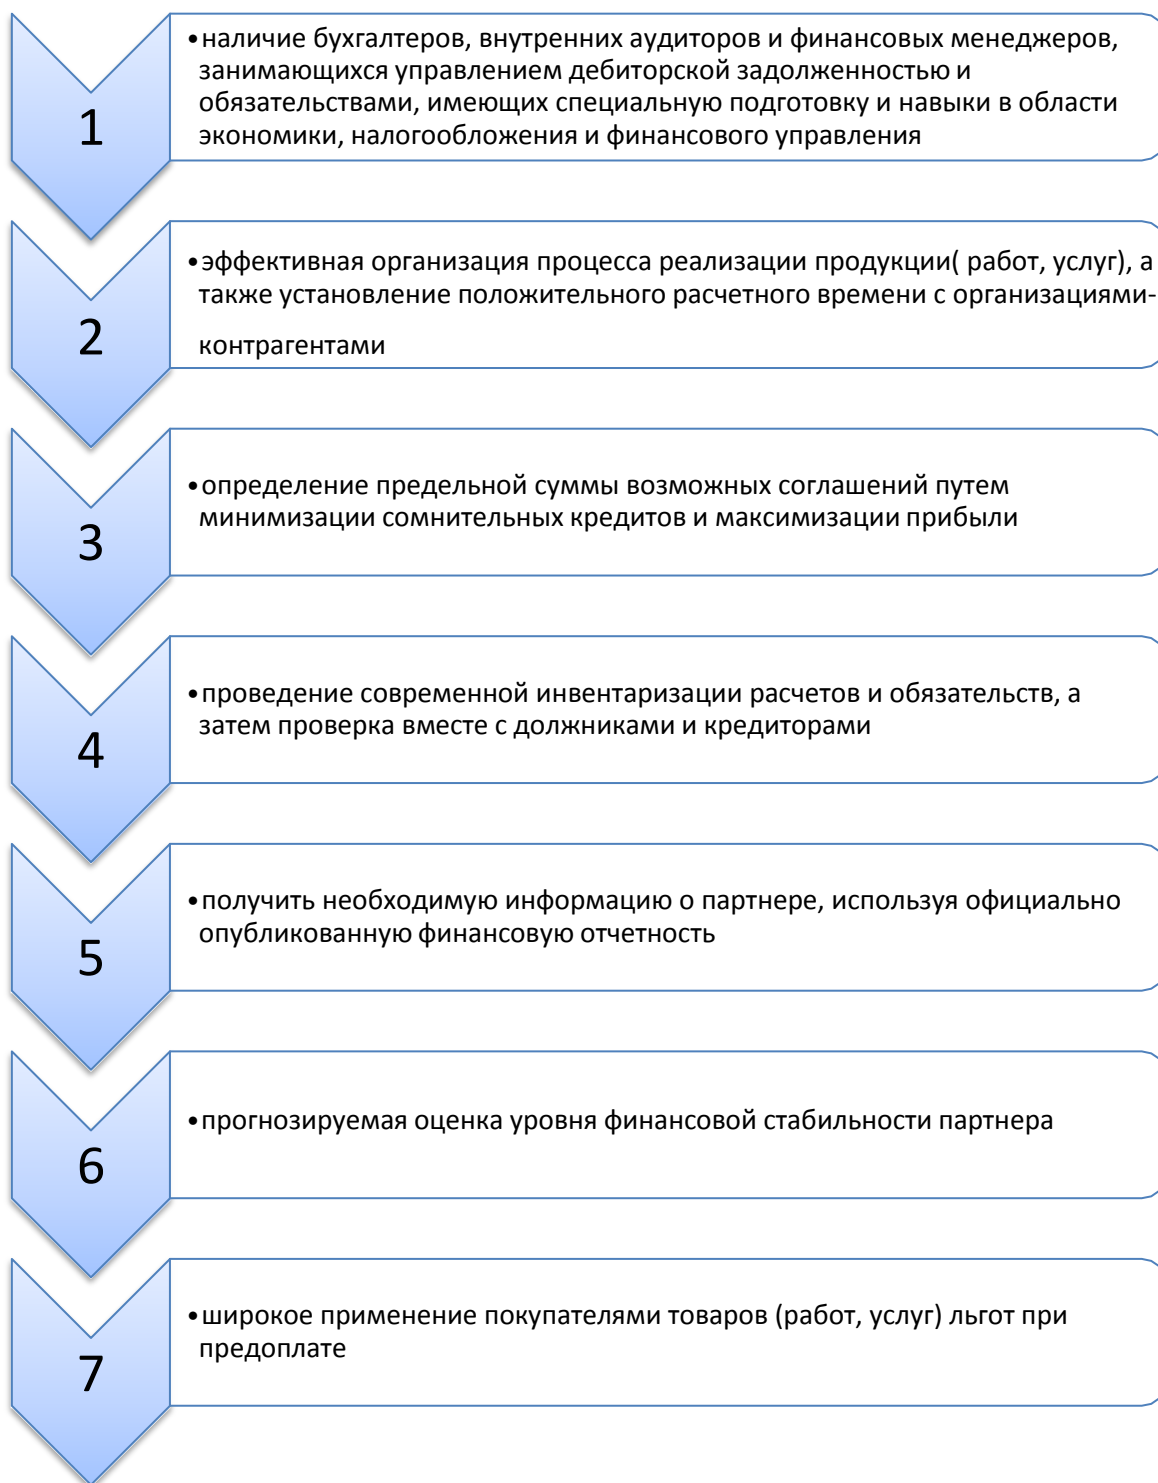 1
•наличие бухгалтеров, внутренних аудиторов и финансовых менеджеров,
занимающихся управлением дебиторской задолженностью и
обязательствами, имеющих специальную подготовку и навыки в области
экономики, налогообложения и финансового управления
2
•эффективная организация процесса реализации продукции( работ, услуг), а
также установление положительного расчетного времени с организациями-
контрагентами
3
•определение предельной суммы возможных соглашений путем
минимизации сомнительных кредитов и максимизации прибыли
4
•проведение современной инвентаризации расчетов и обязательств, а
затем проверка вместе с должниками и кредиторами
5
•получить необходимую информацию о партнере, используя официально
опубликованную финансовую отчетность
6
•прогнозируемая оценка уровня финансовой стабильности партнера
7
•широкое применение покупателями товаров (работ, услуг) льгот при
предоплате